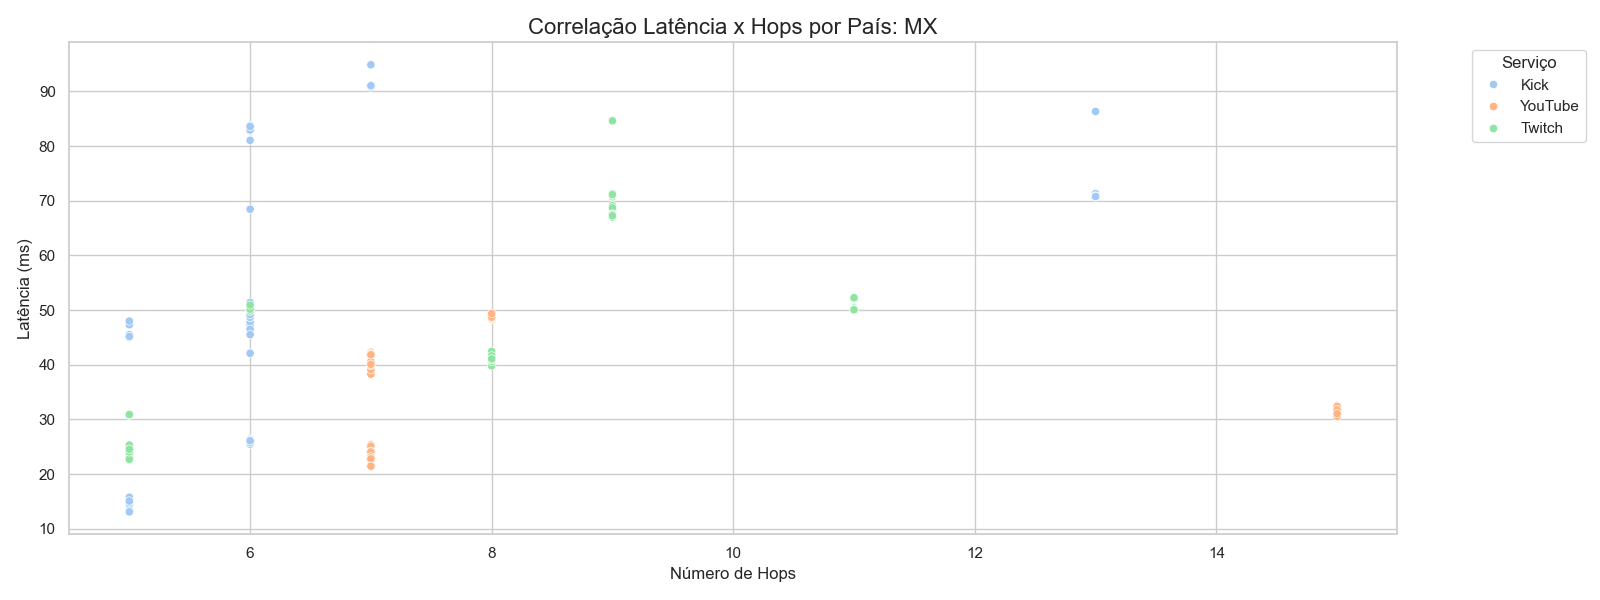 Correlação Latência x Hops por País: MX
Serviço
Kick
YouTube
Twitch
Latência (ms)
90
80
70
60
50
40
30
20
10
6
8
10
12
14
Número de Hops